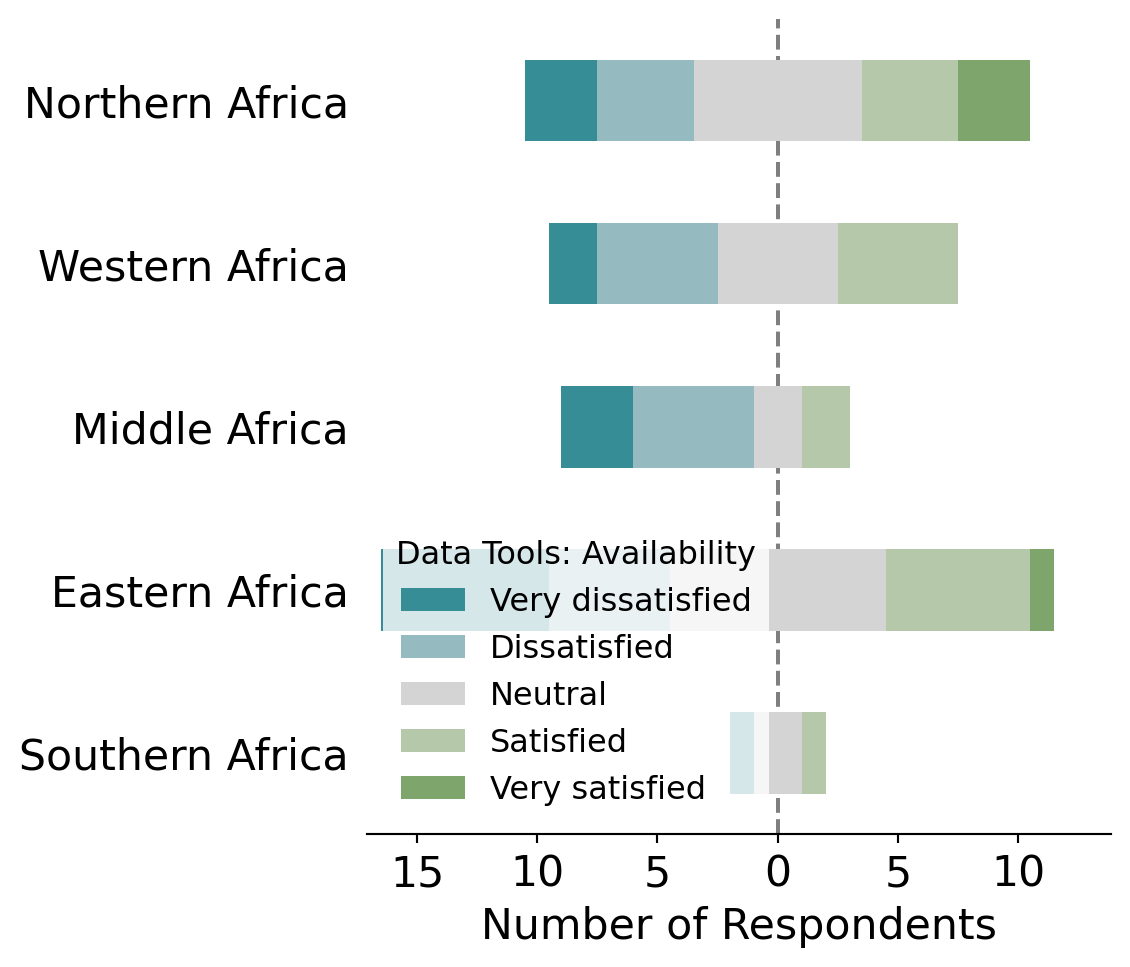 Northern Africa
Western Africa
Middle Africa
Eastern Africa
Southern Africa
Data Tools: Availability
Very dissatisfied
Dissatisfied
Neutral
Satisfied
Very satisfied
15 10 5 0 5 10
Number of Respondents